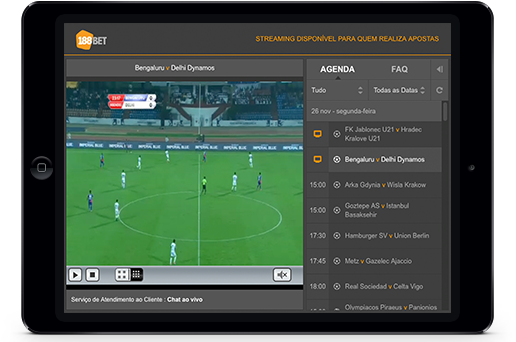 188BET
STREAMING DISPONÍVEL PARA QUEM REALIZA APOSTAS
Bengaluru v Delhi Dynamos
AGENDA
FAQ
Tudo
Todas as Datas
26 nov - segunda-feira
FK Jablonec U21 v Hradec
Kralove U21
Bengaluru v Delhi Dynamos
15:00 Arka Gdynia v Wisla Krakow
15:00 Goztepe AS v Istanbul
Basaksehir
17:30 Hamburger SV v Union Berlin
17:45 Metz v Gazelec Ajaccio
18:00 Real Sociedad v Celta Vigo
Olympiacos Piraeus v Panionios
Serviço de Atendimento ao Cliente : Chat ao vivo